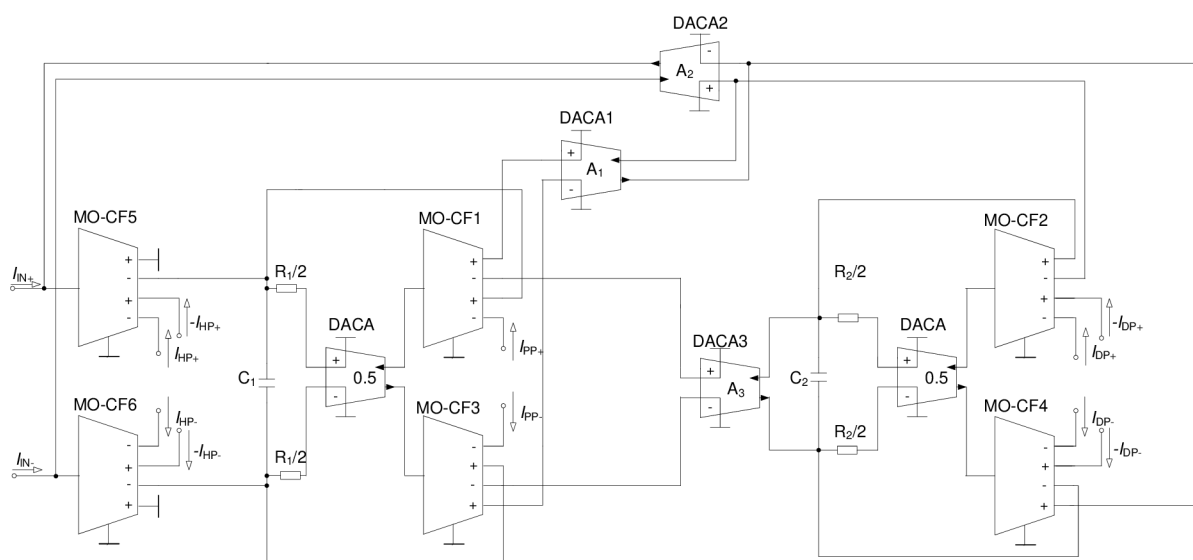 DACA2
-
A2
+
DACA1
+
A1
-
MO-CF5
MO-CF1
MO-CF2
+
-
+
-
+
-
+
-
+
-
+
-
IIN+
R1/2
R2/2
-IHP+
IHP+
IPP+
-IDP+
IDP+
DACA
DACA3
DACA
+
0.5
-
+
A3
-
+
0.5
-
C1
C2
MO-CF6
MO-CF3
MO-CF4
IHP-
-IHP-
IPP-
IDP-
-IDP-
R1/2
R2/2
IIN-
-
+
-
+
-
+
-
+
-
+
-
+